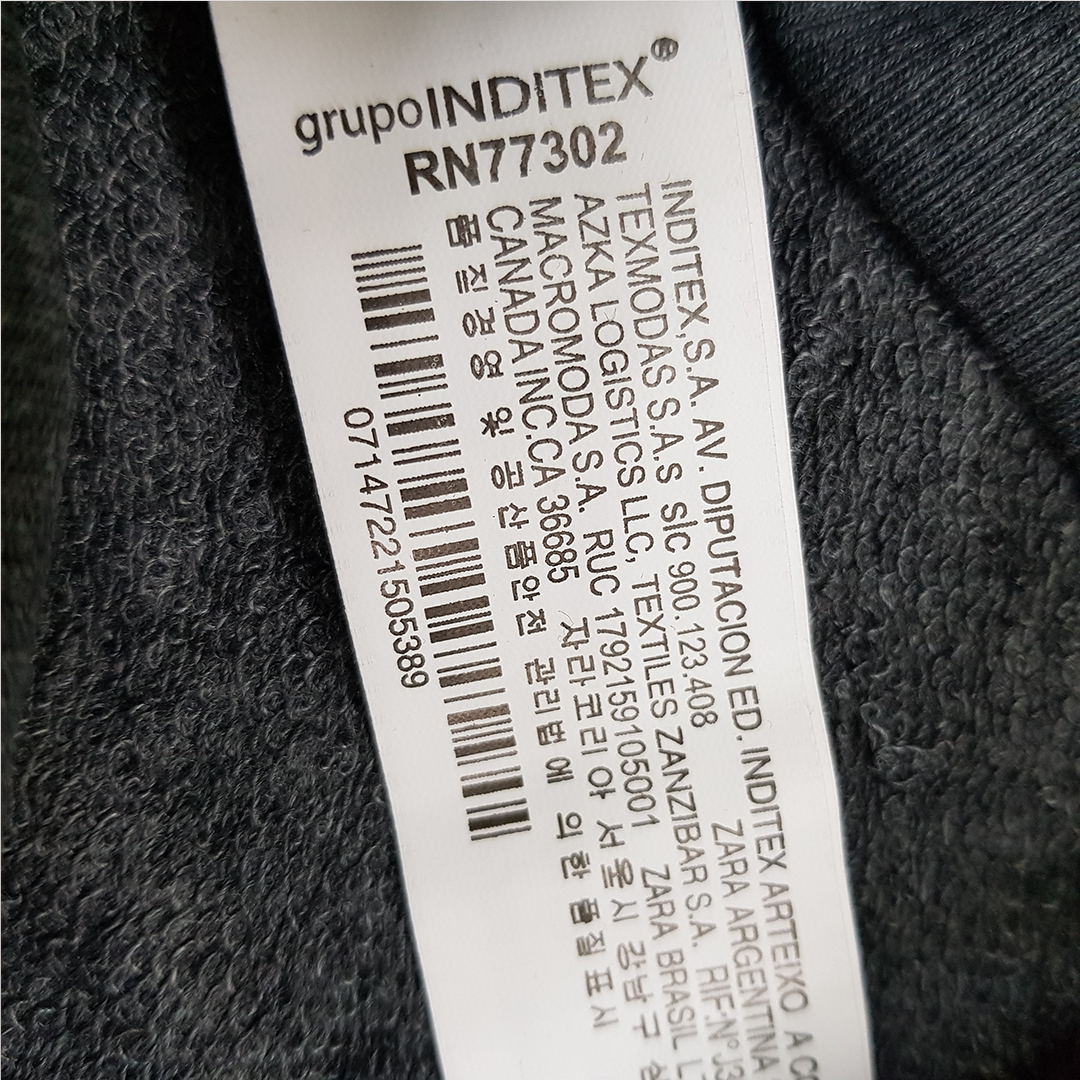 grupoINDITEX®
RN77302
INDITEX,S.A. AV. DIPUTACION ED. INDITEX ARTEIXO A
TEXMODAS S.A.S slc 900.123.408 ZARA ARGENTINA
AZKA LOGISTICS LLC, TEXTILES ZANZIBAR S.A. RIF-Nº J3
MACROMODA S.A. RUC 1792159105001 ZARA BRASIL
CANADA INC.CA 36685 자라코리아 서울시 강남구
품질경영 및 공산품안전 관리법에 의한 품질표시
07147221505389